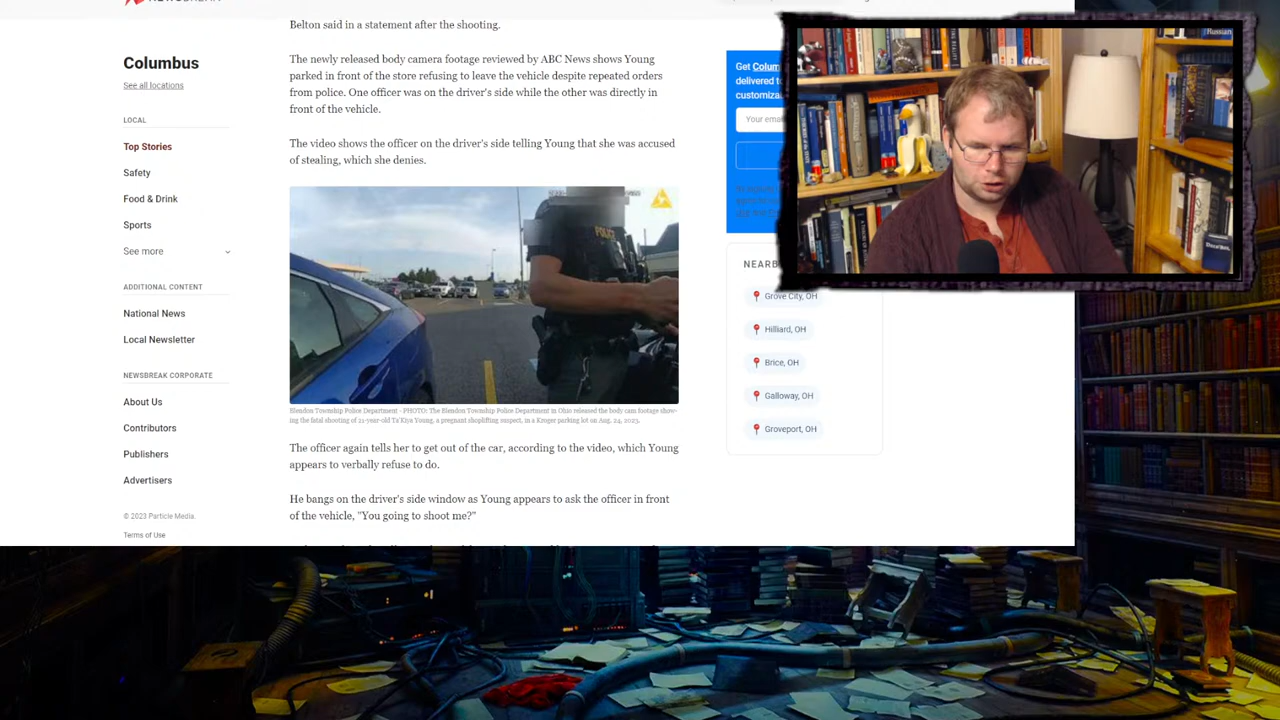 Belton said in a statement after the shooting.
Columbus
See all locations
LOCAL
Top Stories
Safety
Food & Drink
Sports
See more
ADDITIONAL CONTENT
National News
Local Newsletter
NEWSBREAK CORPORATE
About Us
Contributors
Publishers
Advertisers
© 2023 Particle Media.
Terms of Use
The newly released body camera footage reviewed by ABC News shows Young
parked in front of the store refusing to leave the vehicle despite repeated orders
from police. One officer was on the driver's side while the other was directly in
front of the vehicle.
The video shows the officer on the driver's side telling Young that she was accused
of stealing, which she denies.
POLICE
Blendon Township Police Department - PHOTO: The Blendon Township Police Department in Ohio released the body cam footage show-
ing the fatal shooting of 21-year-old Ta'Kiya Young, a pregnant shoplifting suspect, in a Kroger parking lot on Aug. 24, 2023.
The officer again tells her to get out of the car, according to the video, which Young
appears to verbally refuse to do.
He bangs on the driver's side window as Young appears to ask the officer in front
of the vehicle, "You going to shoot me?"
Get Colum
delivered to
customiza
Your emai
NEARB
Grove City, OH
Hilliard, OH
Brice, OH
Galloway, OH
Groveport, OH
Russian